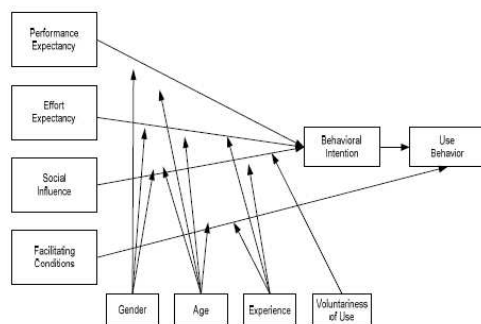 Performance
Expectancy
Effort
Expectancy
Social
Influence
Facilitating
Conditions
Behavioral
Intention
Use
Behavior
Gender
Age
Experience
Voluntariness
of Use